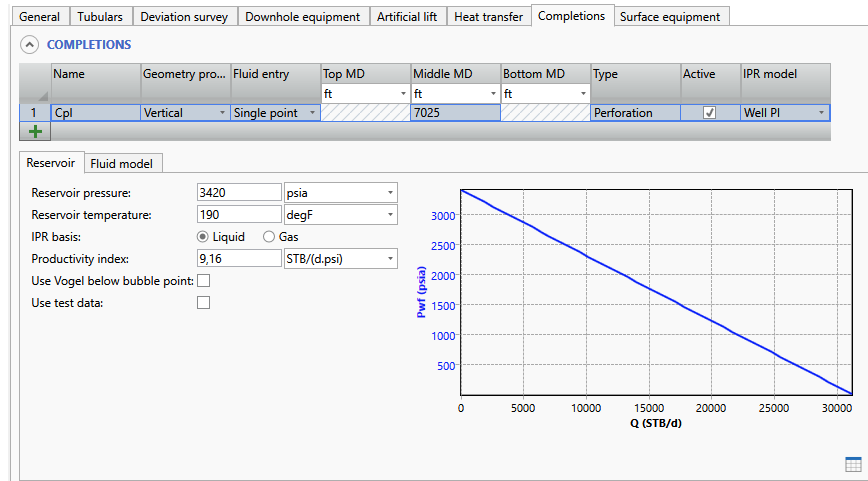 General Tubulars Deviation survey Downhole equipment Artificial lift Heat transfer Completions Surface equipment
COMPLETIONS
Name Geometry pro... Fluid entry Top MD Middle MD Bottom MD Type Active IPR model
ft ft ft
1 Cpl Vertical Single point 7025 Perforation Well PI
Reservoir Fluid model
Reservoir pressure: 3420 psia
Reservoir temperature: 190 degF
IPR basis: Liquid Gas
Productivity index: 9,16 STB/(d.psi)
Use Vogel below bubble point:
Use test data:
Pwf (psia)
3000
2500
2000
1500
1000
500
0 5000 10000 15000 20000 25000 30000
Q (STB/d)